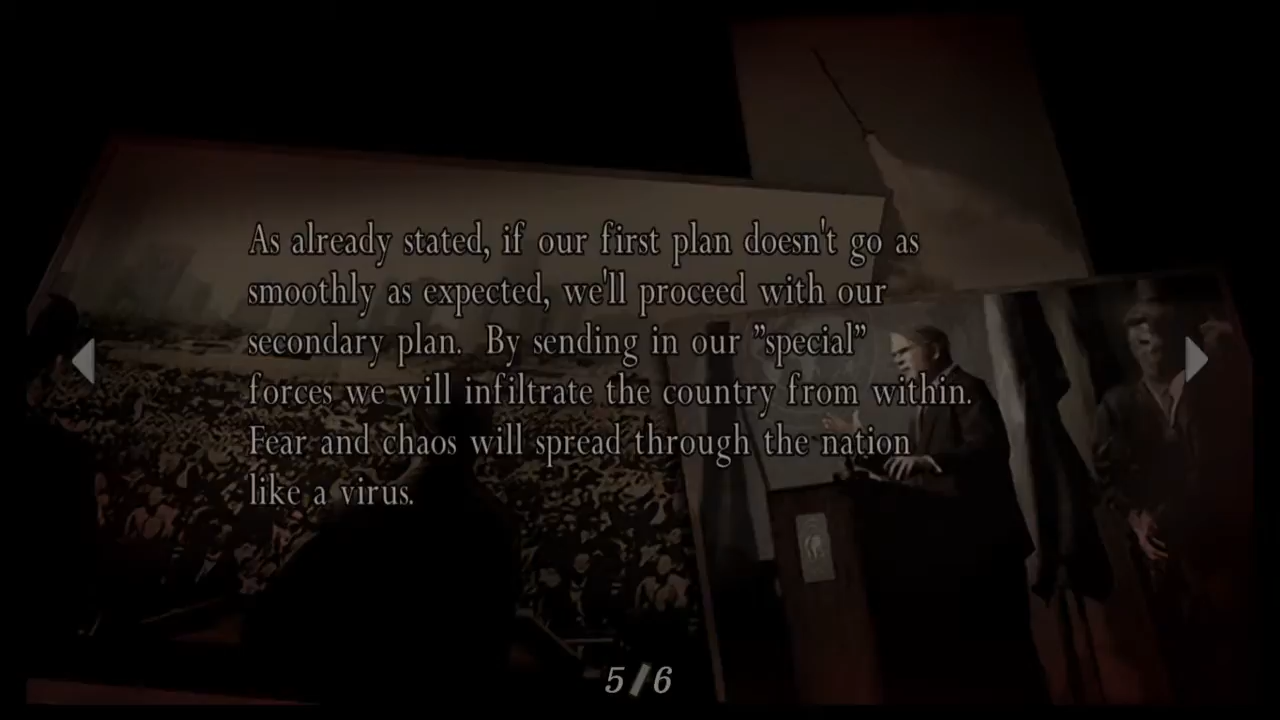 As already stated, if our first plan doesn't go as
smoothly as expected, we'll proceed with our
secondary plan.  By sending in our ”special”
forces we will infiltrate the country from within.
Fear and chaos will spread through the nation
like a virus.
5/6